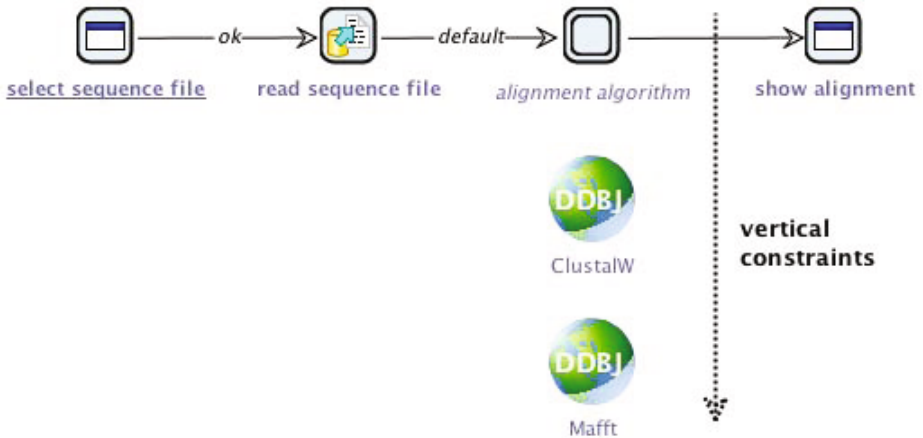 ok
default
select sequence file
read sequence file
alignment algorithm
show alignment
DDBJ
ClustalW
vertical
constraints
DDBJ
Mafft